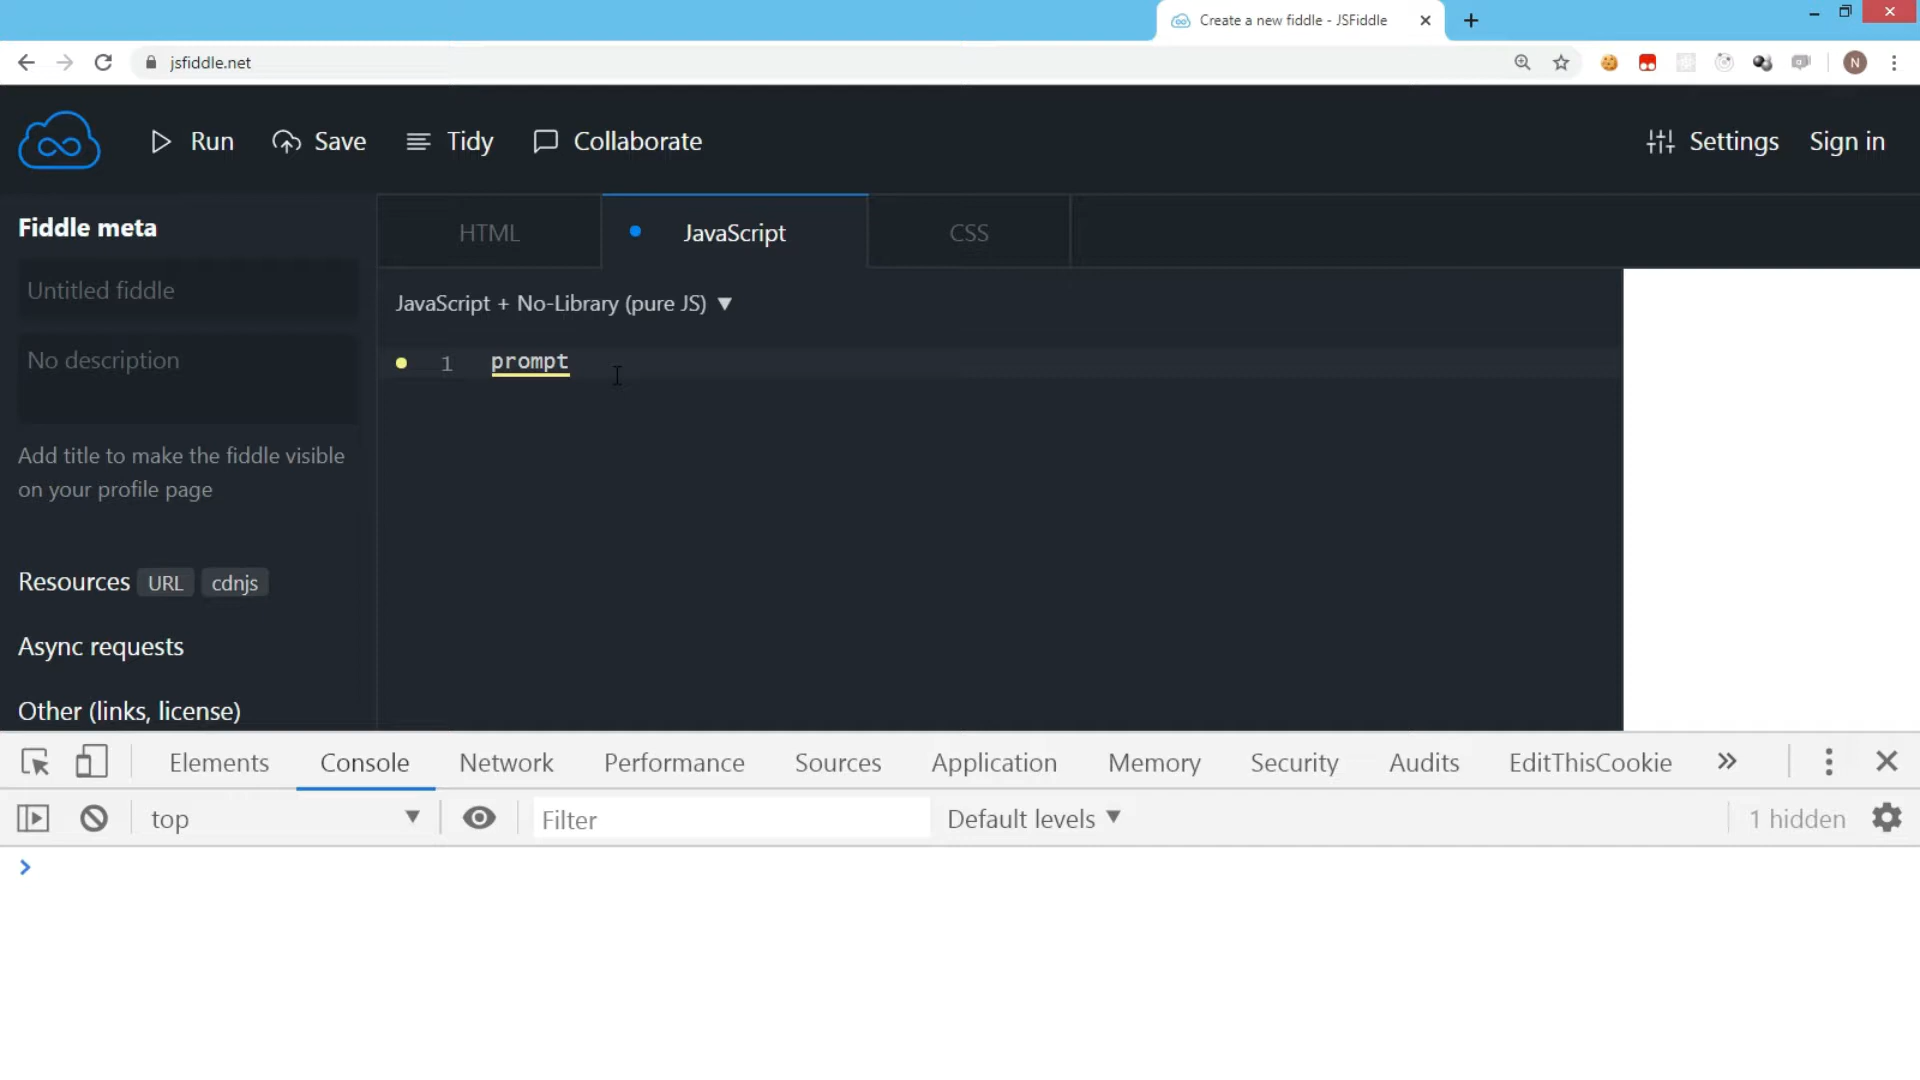 Create a new fiddle - JSFiddle
jsfiddle.net
N
Run Save Tidy Collaborate
Settings Sign in
Fiddle meta
HTML JavaScript CSS
Untitled fiddle
JavaScript + No-Library (pure JS) ▼
No description
1 prompt
Add title to make the fiddle visible
on your profile page
Resources URL cdnjs
Async requests
Other (links, license)
Elements Console Network Performance Sources Application Memory Security Audits EditThisCookie »
top ▼ Filter Default levels ▼ 1 hidden